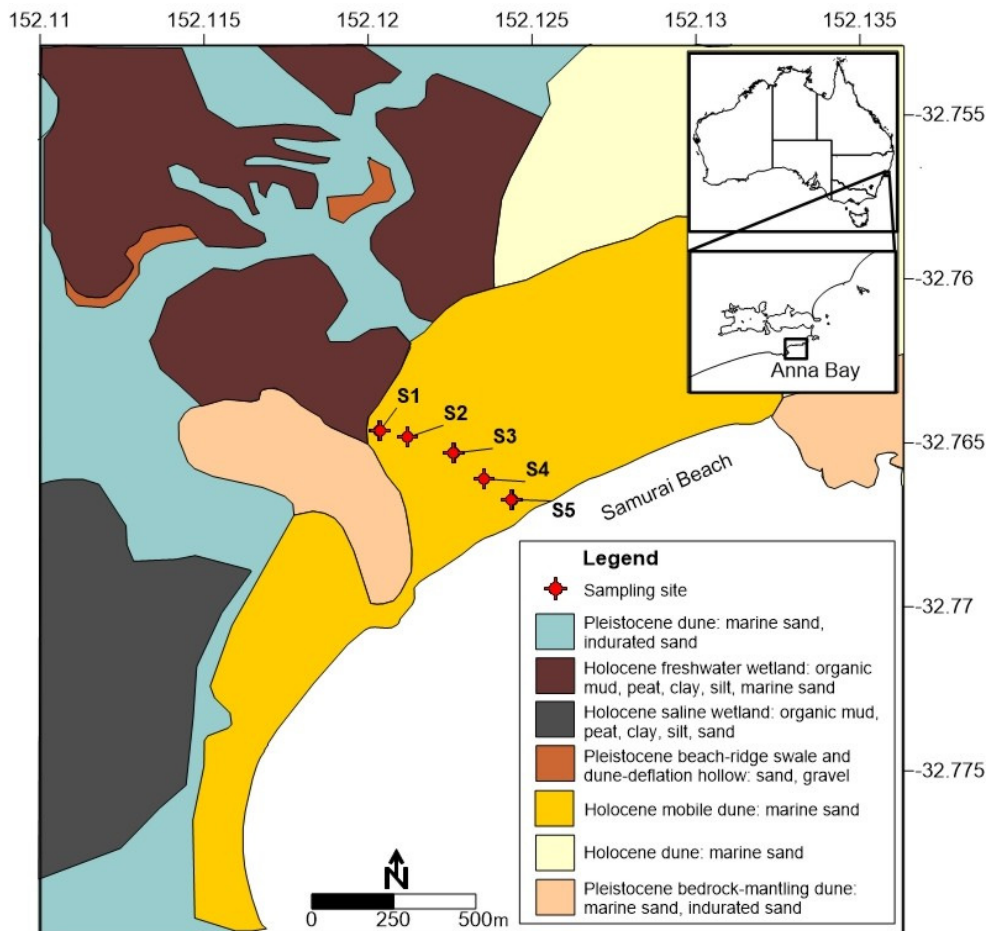 152.11 152.115 152.12 152.125 152.13 152.135
-32.755
-32.76
Anna Bay
S1
S2
S3
-32.765
S4
S5
Samurai Beach
Legend
Sampling site
-32.77
Pleistocene dune: marine sand,
indurated sand
Holocene freshwater wetland: organic
mud, peat, clay, silt, marine sand
Holocene saline wetland: organic mud,
peat, clay, silt, sand
Pleistocene beach-ridge swale and
dune-deflation hollow: sand, gravel
-32.775
Holocene mobile dune: marine sand
Holocene dune: marine sand
Pleistocene bedrock-mantling dune:
marine sand, indurated sand
N
0 250 500m